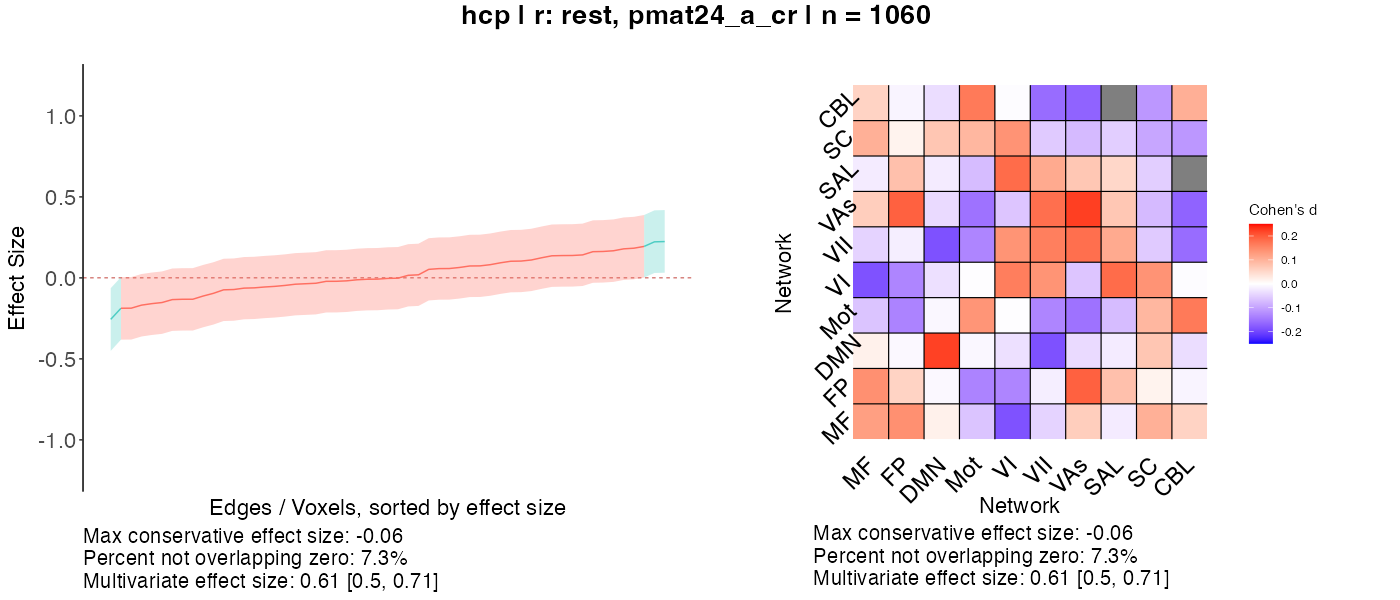 hcp | r: rest, pmat24_a_cr | n = 1060
Effect Size
1.0
0.5
0.0
-0.5
-1.0
Edges / Voxels, sorted by effect size
Max conservative effect size: -0.06
Percent not overlapping zero: 7.3%
Multivariate effect size: 0.61 [0.5, 0.71]
Network
CBL
SC
SAL
VAs
VII
VI
Mot
DMN
FP
MF
MF FP DMN Mot VI VII VAs SAL SC CBL
Network
Max conservative effect size: -0.06
Percent not overlapping zero: 7.3%
Multivariate effect size: 0.61 [0.5, 0.71]
Cohen's d
0.2
0.1
0.0
-0.1
-0.2